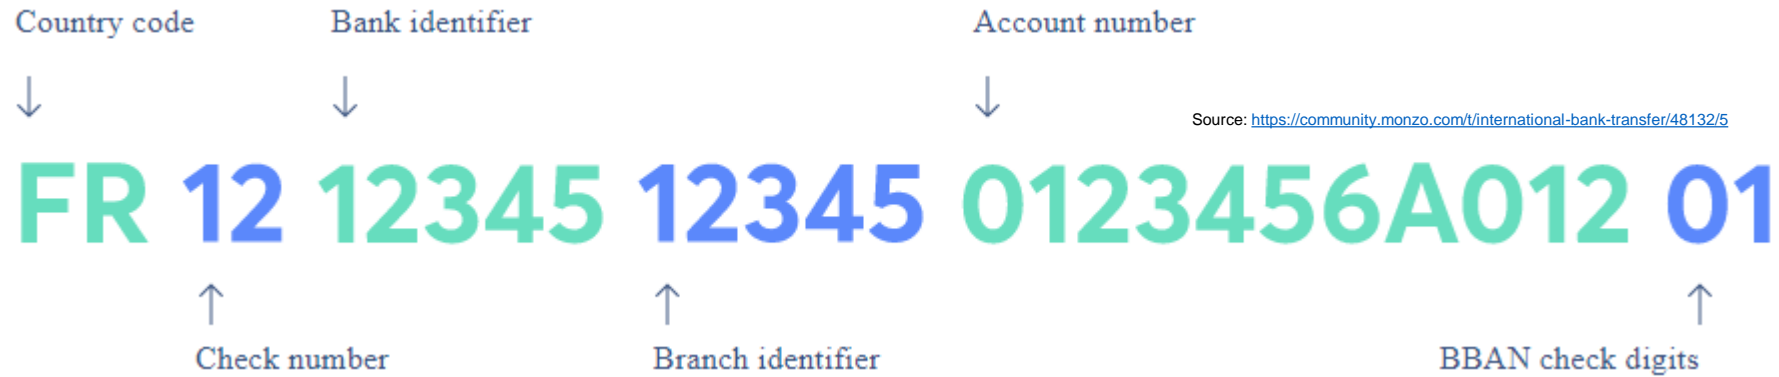 Country code Bank identifier Account number
Source: https://community.monzo.com/t/international-bank-transfer/48132/5
FR 12 12345 12345 0123456A012 01
Check number Branch identifier BBAN check digits